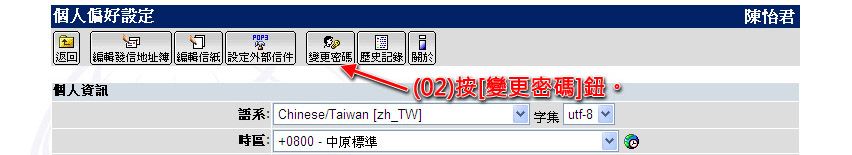 個人偏好設定 陳怡君
POP3
返回 編輯發信地址簿 編輯信紙 設定外部信件 變更密碼 歷史記錄 關於
(02)按[變更密碼]鈕。
個人資訊
語系: Chinese/Taiwan [zh_TW] 字集 utf-8
時區: +0800 - 中原標準